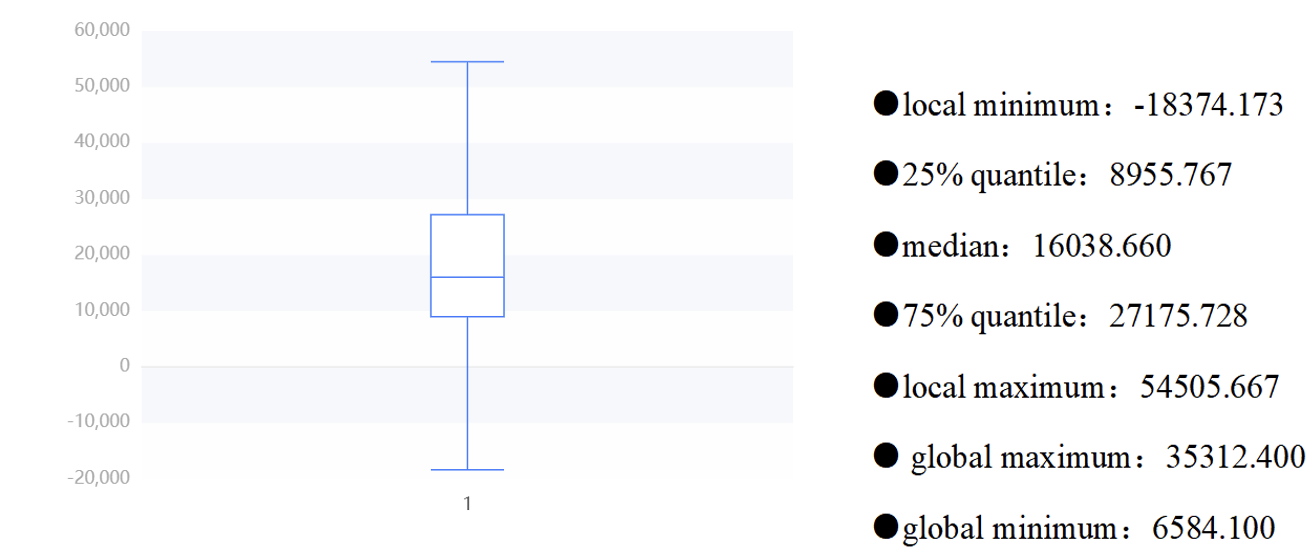 60,000
50,000
40,000
30,000
20,000
10,000
0
-10,000
-20,000
1
●local minimum：-18374.173
●25% quantile：8955.767
●median：16038.660
●75% quantile：27175.728
●local maximum：54505.667
● global maximum：35312.400
●global minimum：6584.100